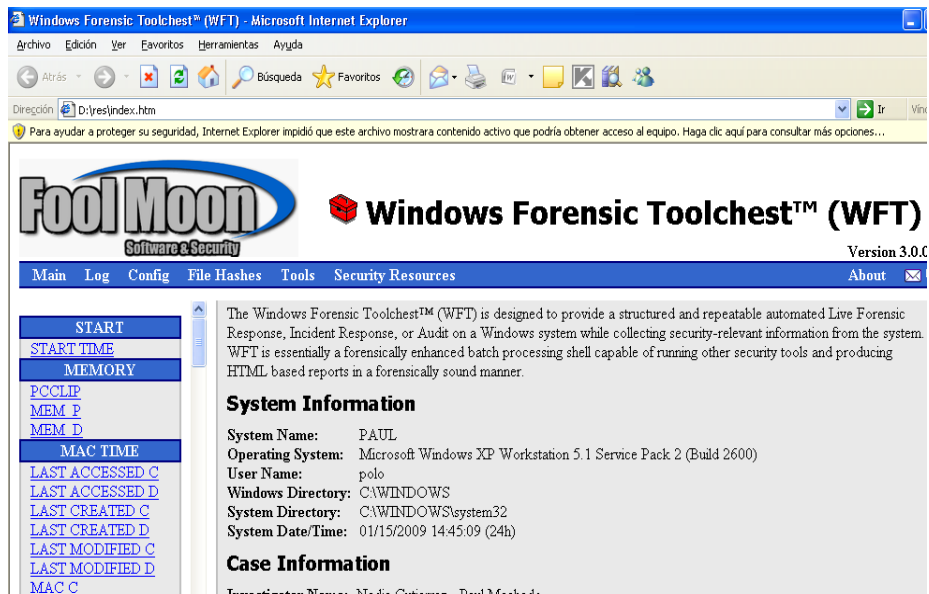 Windows Forensic Toolchest™ (WFT) - Microsoft Internet Explorer
Archivo Edición Ver Favoritos Herramientas Ayuda
Atrás Búsqueda Favoritos
Dirección D:\res\index.htm Ir
Para ayudar a proteger su seguridad, Internet Explorer impidió que este archivo mostrara contenido activo que podría obtener acceso al equipo. Haga clic aquí para consultar más opciones...
Fool Moon
Software & Security
Windows Forensic Toolchest™ (WFT)
Version 3.0.0
Main Log Config File Hashes Tools Security Resources About
START
START TIME
MEMORY
PCCLIP
MEM_P
MEM_D
MAC TIME
LAST ACCESSED C
LAST ACCESSED D
LAST CREATED C
LAST CREATED D
LAST MODIFIED C
LAST MODIFIED D
MAC C
The Windows Forensic Toolchest™ (WFT) is designed to provide a structured and repeatable automated Live Forensic
Response, Incident Response, or Audit on a Windows system while collecting security-relevant information from the system.
WFT is essentially a forensically enhanced batch processing shell capable of running other security tools and producing
HTML based reports in a forensically sound manner.
System Information
System Name: PAUL
Operating System: Microsoft Windows XP Workstation 5.1 Service Pack 2 (Build 2600)
User Name: polo
Windows Directory: C:\WINDOWS
System Directory: C:\WINDOWS\system32
System Date/Time: 01/15/2009 14:45:09 (24h)
Case Information
Investigator Name: Nadia Gutierrez - Paul Machado